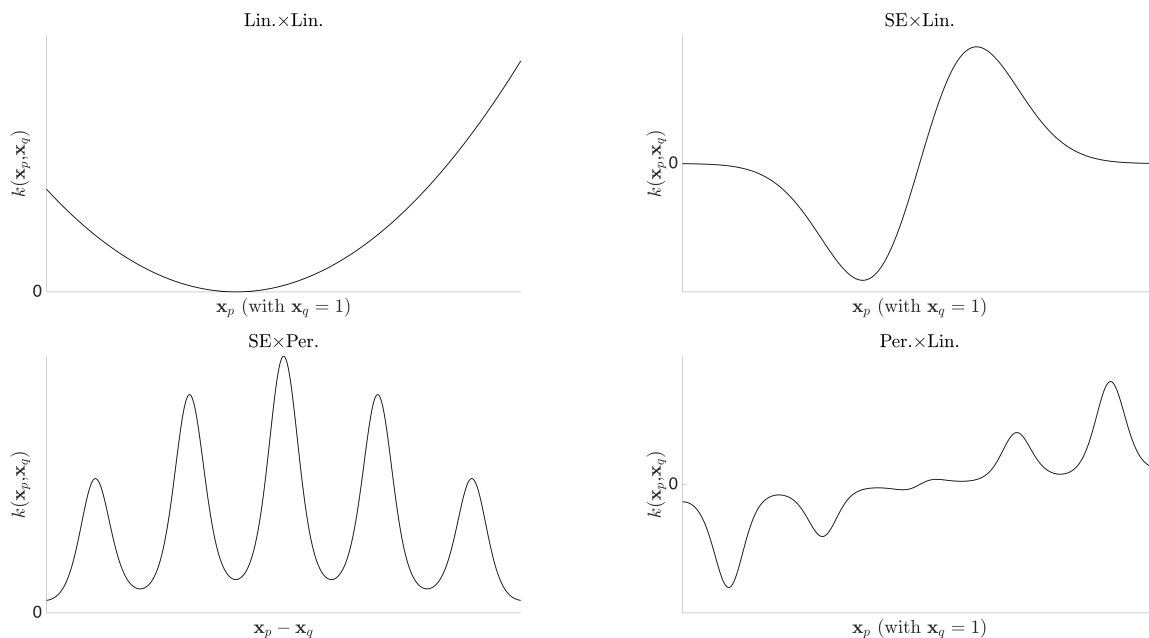 Lin.×Lin.
k(x_p,x_q)
0
x_p (with x_q = 1)
SE×Lin.
k(x_p,x_q)
0
x_p (with x_q = 1)
SE×Per.
k(x_p,x_q)
0
x_p − x_q
Per.×Lin.
k(x_p,x_q)
0
x_p (with x_q = 1)